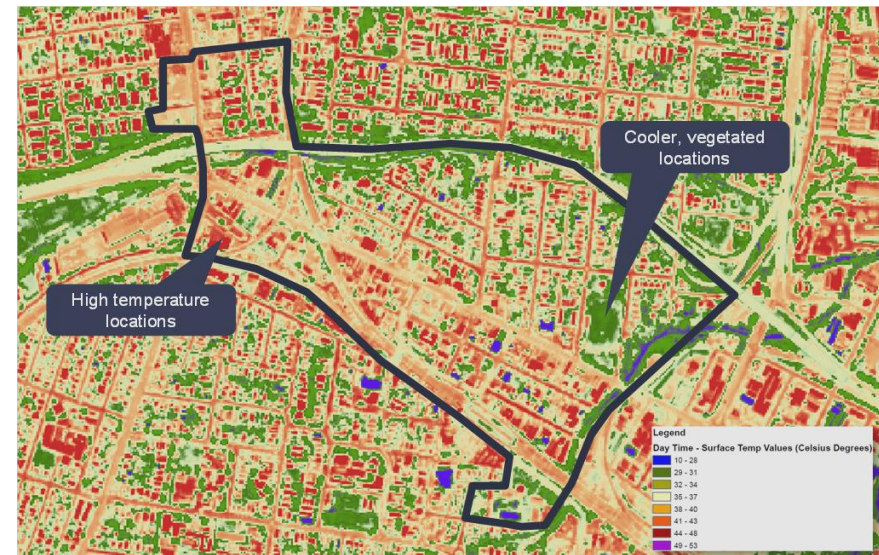 Cooler, vegetated
locations
High temperature
locations
Legend
Day Time - Surface Temp Values (Celsius Degrees)
10 - 28
29 - 31
32 - 34
35 - 37
38 - 40
41 - 43
44 - 48
49 - 53